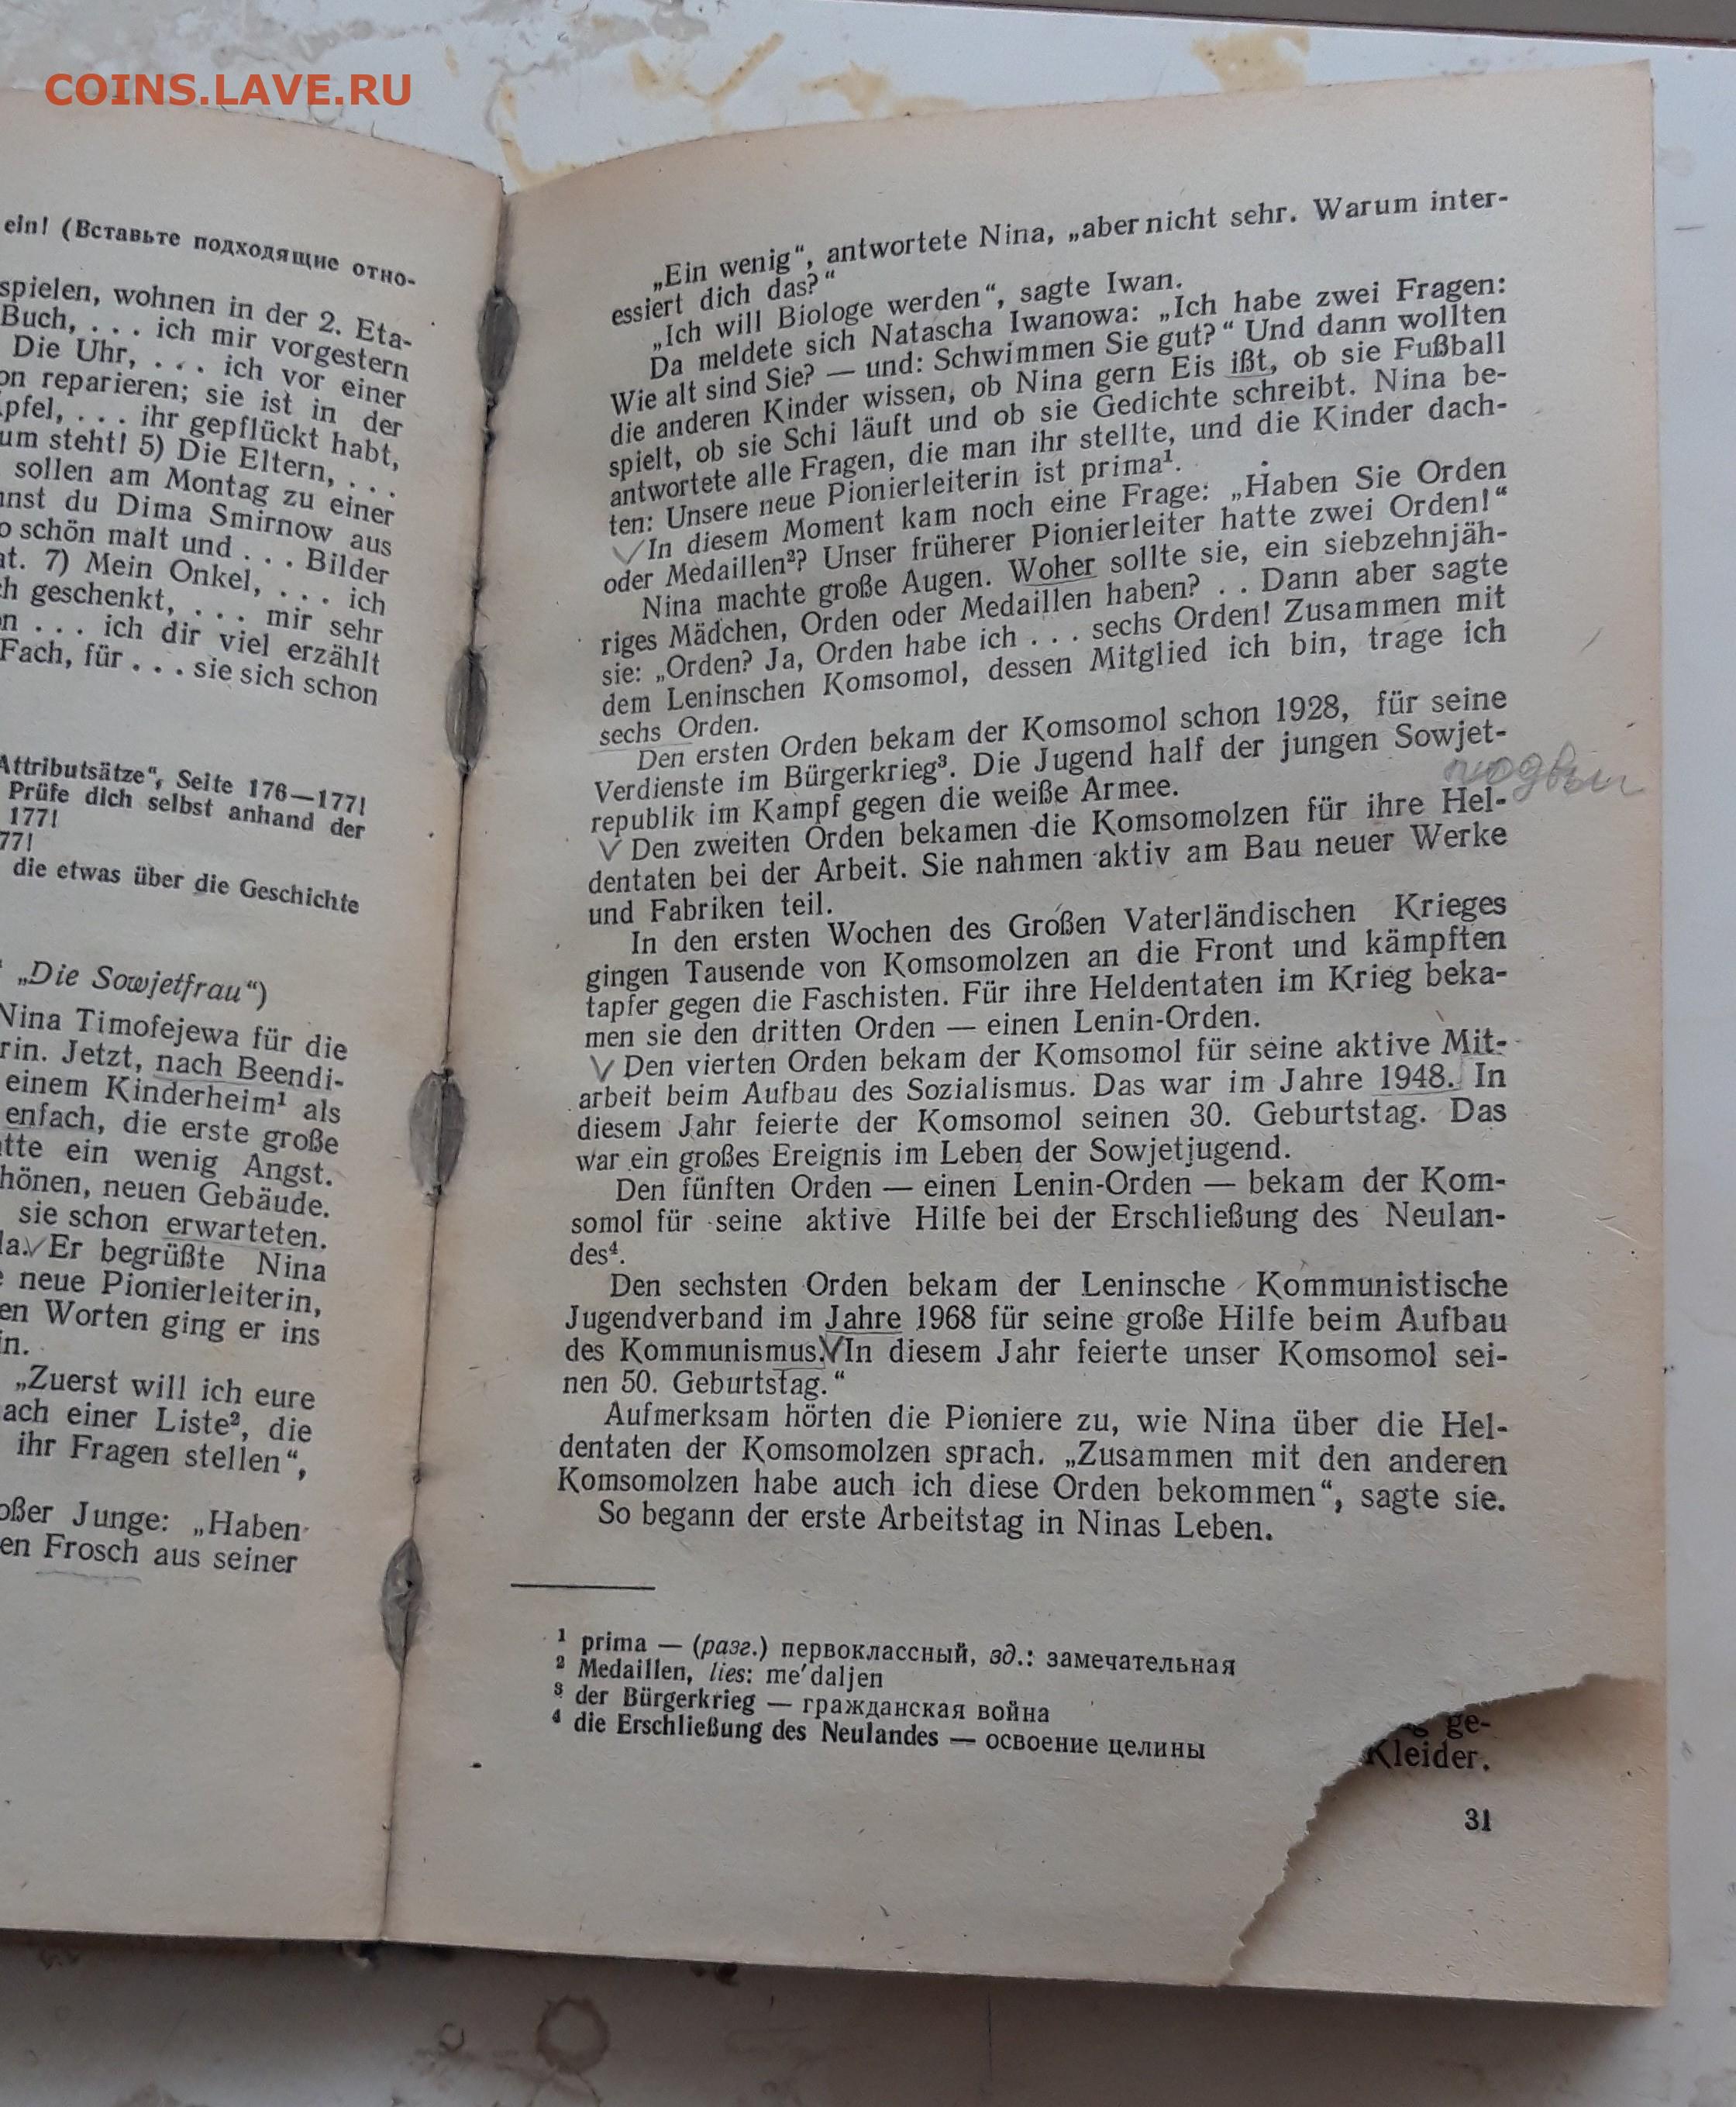 COINS.LAVE.RU
ein! (Вставьте подходящие отно-
spielen, wohnen in der 2. Eta-
Buch, . . . ich mir vorgestern
Die Uhr, . . . ich vor einer
reparieren; sie ist in der
. . . ihr gepflückt habt,
steht! 5) Die Eltern, . . .
sollen am Montag zu einer
du Dima Smirnow aus
schön malt und . . . Bilder
7) Mein Onkel, . . . ich
geschenkt, . . . mir sehr
. . . ich dir viel erzählt
Fach, für . . . sie sich schon
Attributsätze“, Seite 176—177!
Prüfe dich selbst anhand der
177!
77!
die etwas über die Geschichte
„Die Sowjetfrau“)
Nina Timofejewa für die
rin. Jetzt, nach Beendi-
einem Kinderheim¹ als
enfach, die erste große
ein wenig Angst.
hönen, neuen Gebäude.
sie schon erwarteten.
la. Er begrüßte Nina
neue Pionierleiterin,
en Worten ging er ins
in.
„Zuerst will ich eure
ach einer Liste², die
ihr Fragen stellen“,
oßer Junge: „Haben
en Frosch aus seiner
„Ein wenig“, antwortete Nina, „aber nicht sehr. Warum inter-
essiert dich das?“
„Ich will Biologe werden“, sagte Iwan.
Da meldete sich Natascha Iwanowa: „Ich habe zwei Fragen:
Wie alt sind Sie? — und: Schwimmen Sie gut?“ Und dann wollten
die anderen Kinder wissen, ob Nina gern Eis ißt, ob sie Fußball
spielt, ob sie Schi läuft und ob sie Gedichte schreibt. Nina be-
antwortete alle Fragen, die man ihr stellte, und die Kinder dach-
ten: Unsere neue Pionierleiterin ist prima¹.
In diesem Moment kam noch eine Frage: „Haben Sie Orden
oder Medaillen²? Unser früherer Pionierleiter hatte zwei Orden!“
Nina machte große Augen. Woher sollte sie, ein siebzehnjäh-
riges Mädchen, Orden oder Medaillen haben? . . Dann aber sagte
sie: „Orden? Ja, Orden habe ich . . . sechs Orden! Zusammen mit
dem Leninschen Komsomol, dessen Mitglied ich bin, trage ich
sechs Orden.
Den ersten Orden bekam der Komsomol schon 1928, für seine
Verdienste im Bürgerkrieg³. Die Jugend half der jungen Sowjet-
republik im Kampf gegen die weiße Armee.
Den zweiten Orden bekamen die Komsomolzen für ihre Hel-
dentaten bei der Arbeit. Sie nahmen aktiv am Bau neuer Werke
und Fabriken teil.
In den ersten Wochen des Großen Vaterländischen Krieges
gingen Tausende von Komsomolzen an die Front und kämpften
tapfer gegen die Faschisten. Für ihre Heldentaten im Krieg beka-
men sie den dritten Orden — einen Lenin-Orden.
Den vierten Orden bekam der Komsomol für seine aktive Mit-
arbeit beim Aufbau des Sozialismus. Das war im Jahre 1948. In
diesem Jahr feierte der Komsomol seinen 30. Geburtstag. Das
war ein großes Ereignis im Leben der Sowjetjugend.
Den fünften Orden — einen Lenin-Orden — bekam der Kom-
somol für seine aktive Hilfe bei der Erschließung des Neulan-
des⁴.
Den sechsten Orden bekam der Leninsche Kommunistische
Jugendverband im Jahre 1968 für seine große Hilfe beim Aufbau
des Kommunismus. In diesem Jahr feierte unser Komsomol sei-
nen 50. Geburtstag.“
Aufmerksam hörten die Pioniere zu, wie Nina über die Hel-
dentaten der Komsomolzen sprach. „Zusammen mit den anderen
Komsomolzen habe auch ich diese Orden bekommen“, sagte sie.
So begann der erste Arbeitstag in Ninas Leben.
¹ prima — (разг.) первоклассный, зд.: замечательная
² Medaillen, lies: me′daljen
³ der Bürgerkrieg — гражданская война
⁴ die Erschließung des Neulandes — освоение целины
ge-
Kleider.
31